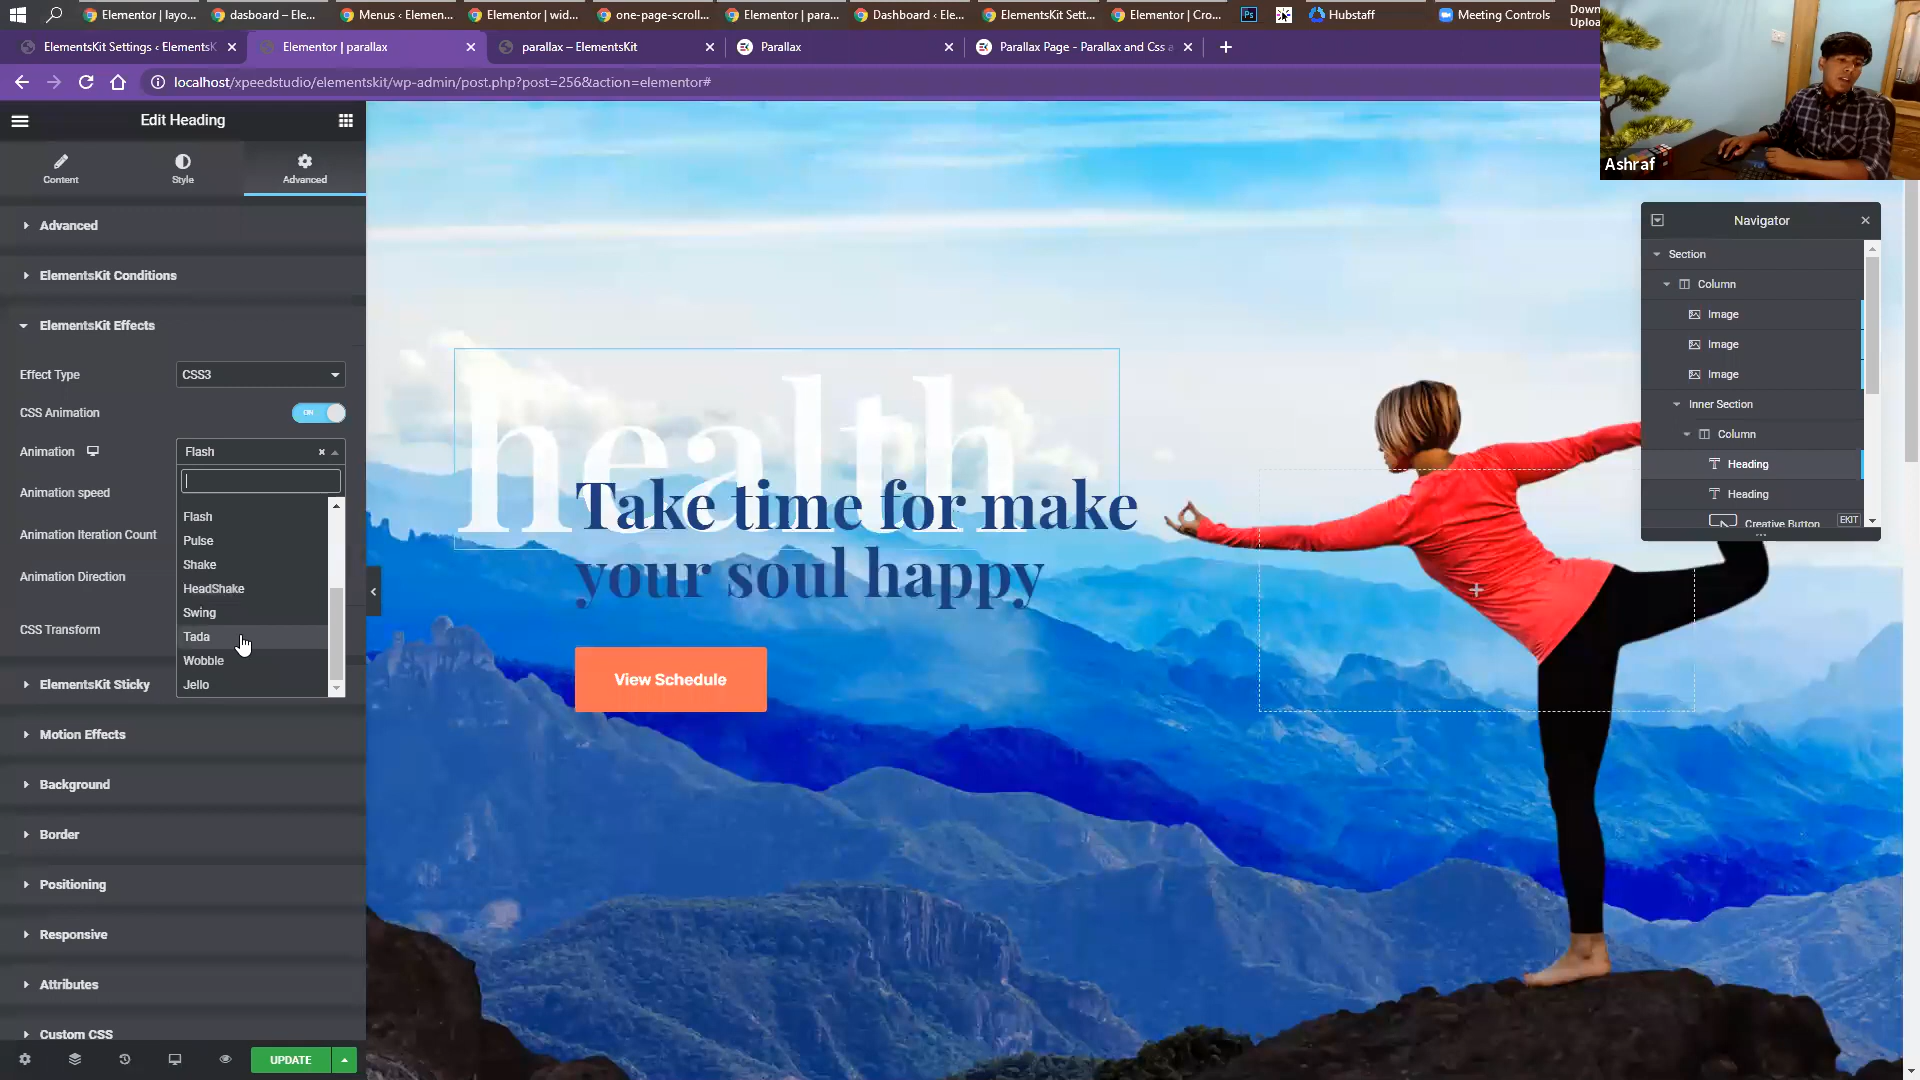 Elementor | layo...
dasboard – Ele...
Menus ‹ Elemen...
Elementor | wid...
one-page-scroll...
Elementor | para...
Dashboard ‹ Ele...
ElementsKit Sett...
Elementor | Cro...
Ps
Hubstaff
Meeting Controls
Down
Uploa
ElementsKit Settings ‹ ElementsK
Elementor | parallax
parallax – ElementsKit
Parallax
Parallax Page - Parallax and Css a
localhost/xpeedstudio/elementskit/wp-admin/post.php?post=256&action=elementor#
Ashraf
Edit Heading
Content
Style
Advanced
Advanced
ElementsKit Conditions
ElementsKit Effects
Effect Type
CSS3
CSS Animation
ON
Animation
Flash
Animation speed
Animation Iteration Count
Animation Direction
CSS Transform
Flash
Pulse
Shake
HeadShake
Swing
Tada
Wobble
Jello
ElementsKit Sticky
Motion Effects
Background
Border
Positioning
Responsive
Attributes
Custom CSS
UPDATE
health
Take time for make
your soul happy
View Schedule
Navigator
Section
Column
Image
Image
Image
Inner Section
Column
Heading
Heading
Creative Button
EKIT